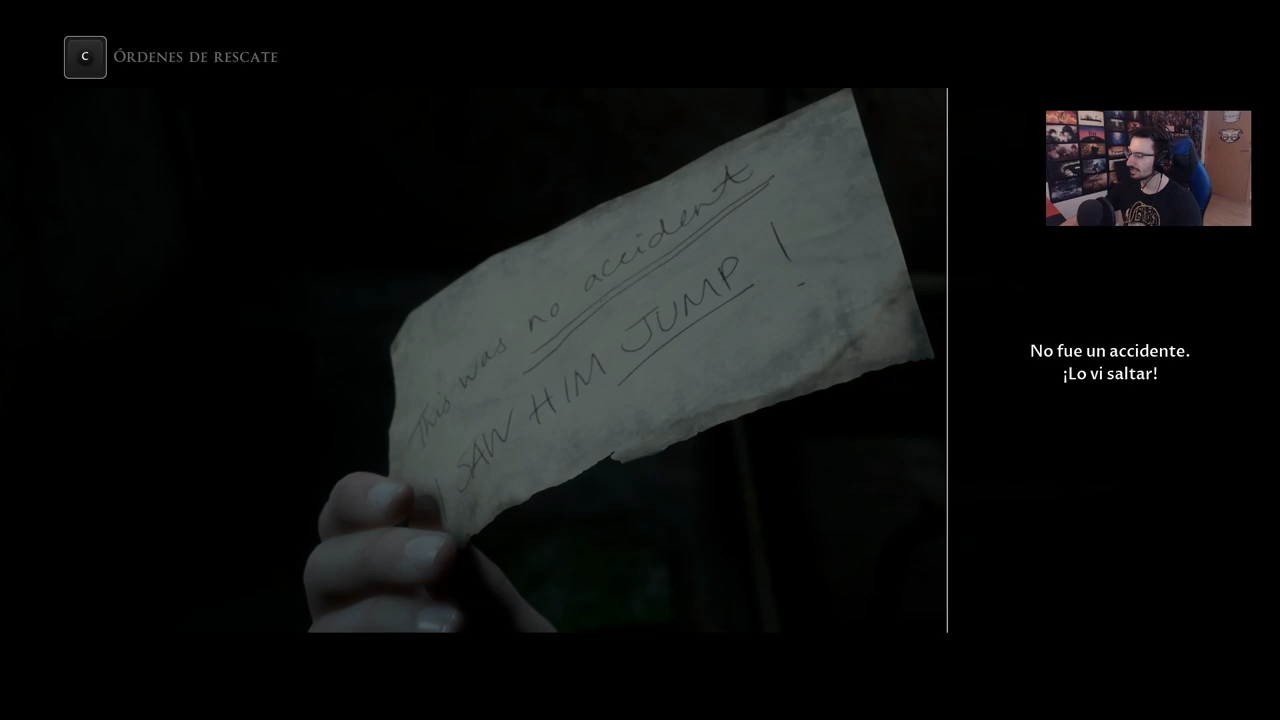 C
ÓRDENES DE RESCATE
This was no accident
I SAW HIM JUMP!
No fue un accidente.
¡Lo vi saltar!